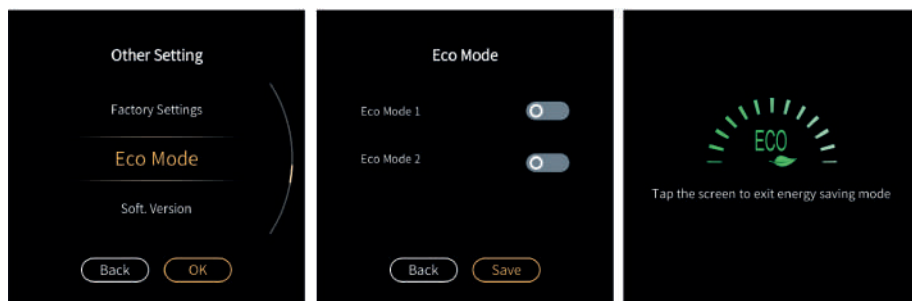 Other Setting
Factory Settings
Eco Mode
Soft. Version
Back
OK
Eco Mode
Eco Mode 1
Eco Mode 2
Back
Save
ECO
Tap the screen to exit energy saving mode